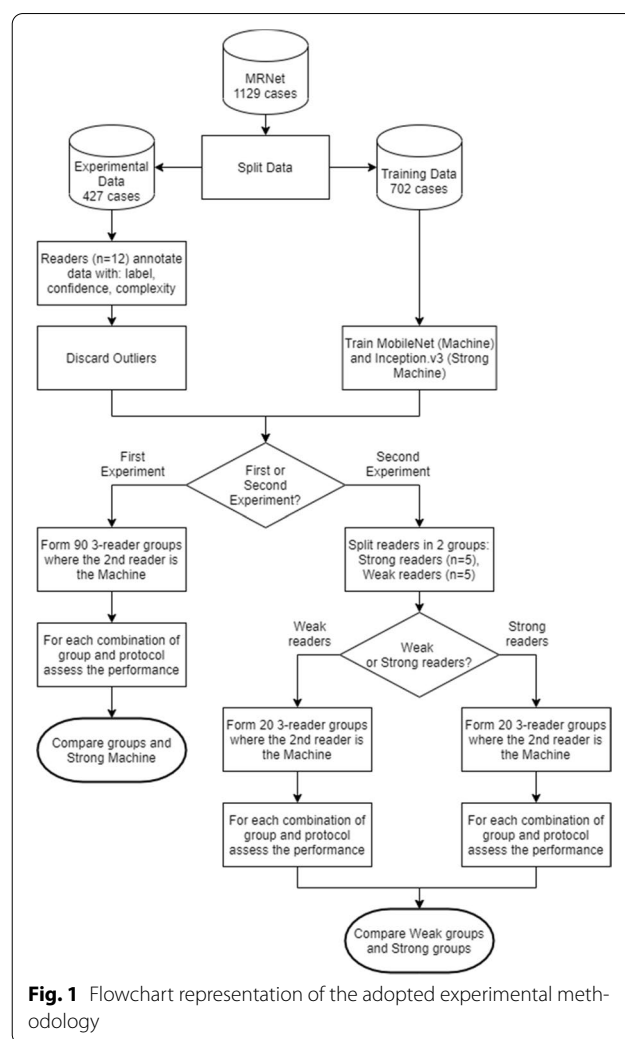 MRNet
1129 cases
Experimental
Data
427 cases
Split Data
Training Data
702 cases
Readers (n=12) annotate
data with: label,
confidence, complexity
Discard Outliers
Train MobileNet (Machine)
and Inception.v3 (Strong
Machine)
First
Experiment
First or
Second
Experiment?
Second
Experiment
Form 90 3-reader groups
where the 2nd reader is
the Machine
For each combination of
group and protocol
assess the performance
Compare groups and
Strong Machine
Split readers in 2 groups:
Strong readers (n=5),
Weak readers (n=5)
Weak
readers
Weak
or Strong readers?
Strong
readers
Form 20 3-reader groups
where the 2nd reader is
the Machine
Form 20 3-reader groups
where the 2nd reader is
the Machine
For each combination of
group and protocol
assess the performance
For each combination of
group and protocol
assess the performance
Compare Weak groups
and Strong groups
Fig. 1 Flowchart representation of the adopted experimental meth-
odology